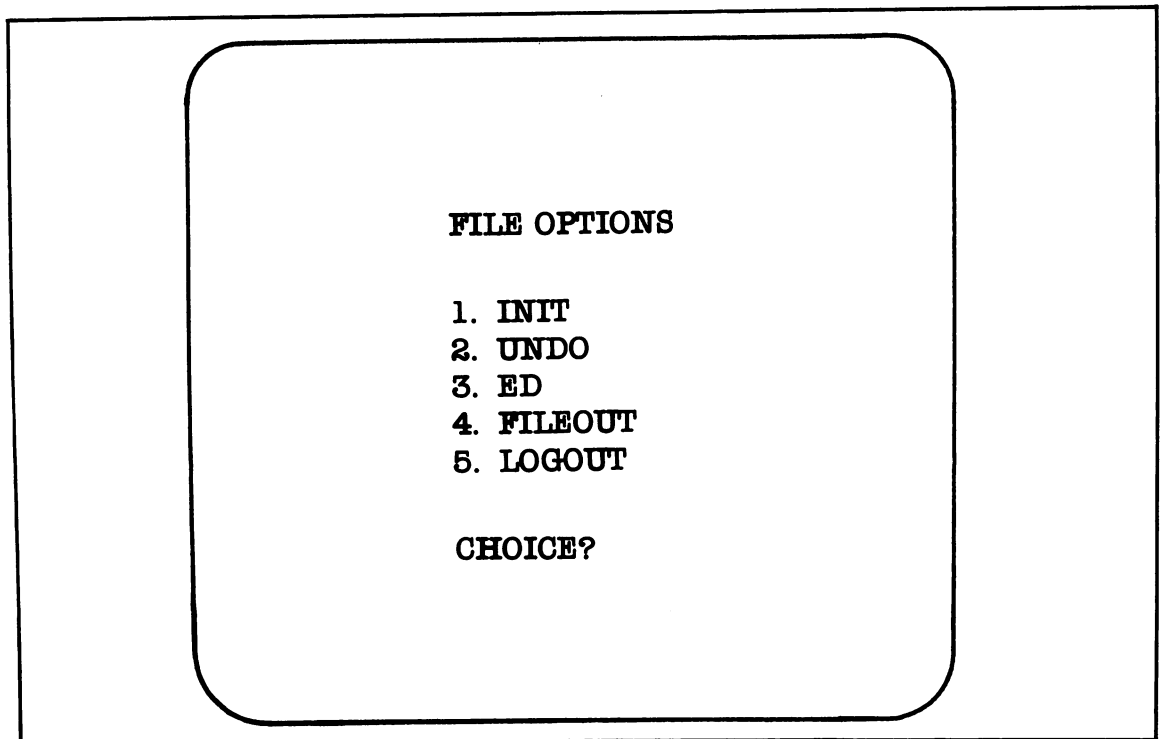 FILE OPTIONS
1. INIT
2. UNDO
3. ED
4. FILEOUT
5. LOGOUT
CHOICE?